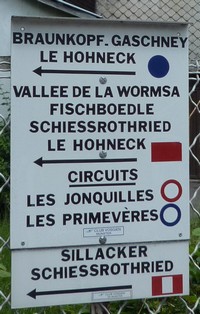 BRAUNKOPF.GASCHNEY
LE HOHNECK
VALLEE DE LA WORMSA
FISCHBOEDLE
SCHIESSROTHRIED
LE HOHNECK
CIRCUITS
LES JONQUILLES
LES PRIMEVÈRES
SILLACKER
SCHIESSROTHRIED